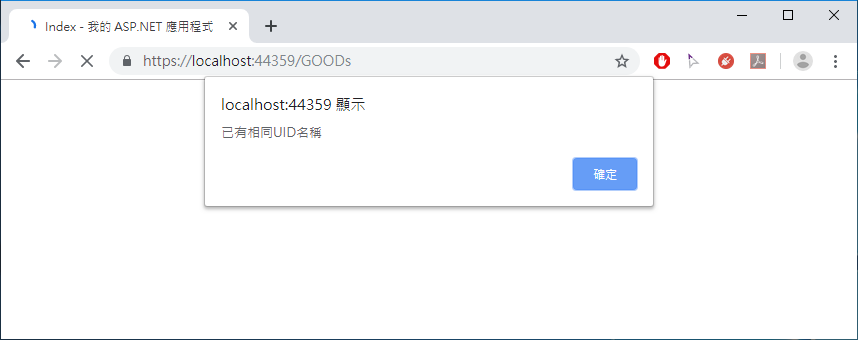 Index - 我的 ASP.NET 應用程式
https://localhost:44359/GOODs
localhost:44359 顯示
已有相同UID名稱
確定